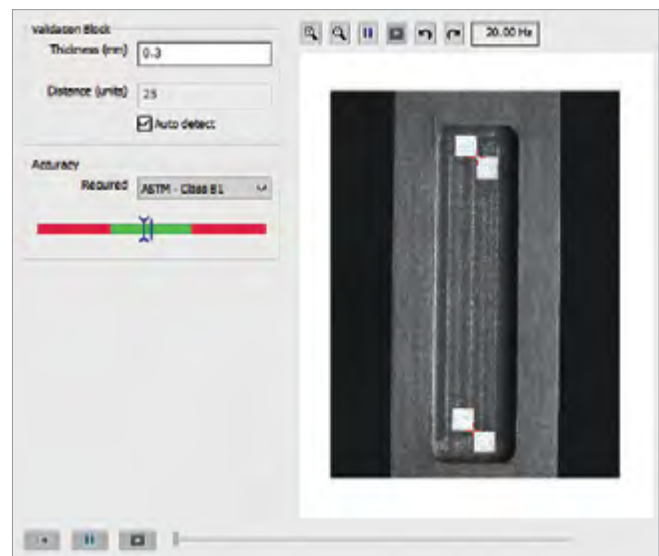 Validation Block
Thickness (mm) 0.3
Distance (units) 25
Auto detect
Accuracy
Required ASTM - Class B1
20.00 Hz